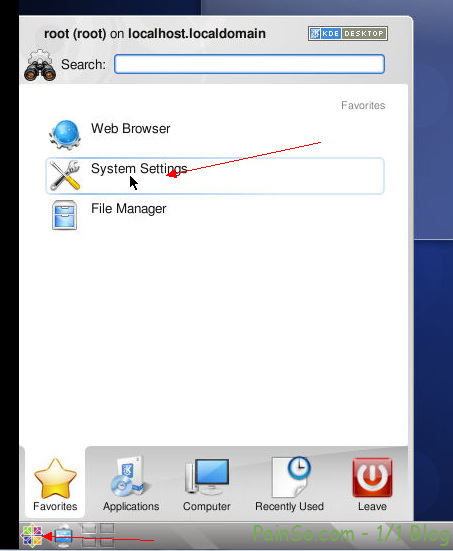 root (root) on localhost.localdomain
KDE DESKTOP
Search:
Favorites
Web Browser
System Settings
File Manager
Favorites
Applications
Computer
Recently Used
Leave
PainGo.com - 1/1 Blog